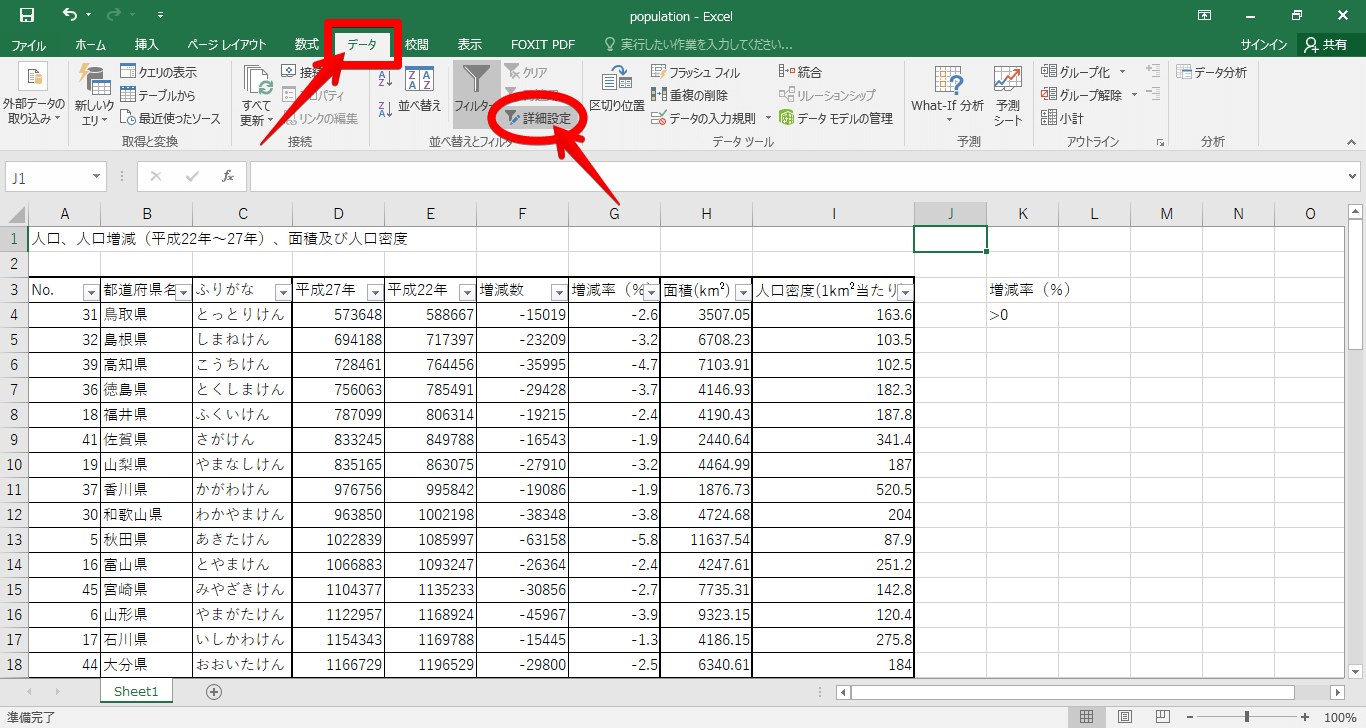 population - Excel
ファイル ホーム 挿入 ページ レイアウト 数式 データ 校閲 表示 FOXIT PDF 実行したい作業を入力してください... サインイン 共有
外部データの取り込み
新しいクエリ
クエリの表示
テーブルから
最近使ったソース
取得と変換
すべて更新
リンクの編集
接続
並べ替え
フィルター
クリア
詳細設定
並べ替えとフィルター
区切り位置
フラッシュ フィル
重複の削除
データの入力規則
統合
リレーションシップ
データ モデルの管理
データ ツール
What-If 分析
予測シート
予測
グループ化
グループ解除
小計
アウトライン
データ分析
分析
J1
fx
A B C D E F G H I J K L M N O
1 人口、人口増減（平成22年～27年）、面積及び人口密度
2
3 No. 都道府県名 ふりがな 平成27年 平成22年 増減数 増減率（%） 面積(km²) 人口密度(1km²当たり 増減率（%）
4 31 鳥取県 とっとりけん 573648 588667 -15019 -2.6 3507.05 163.6 >0
5 32 島根県 しまねけん 694188 717397 -23209 -3.2 6708.23 103.5
6 39 高知県 こうちけん 728461 764456 -35995 -4.7 7103.91 102.5
7 36 徳島県 とくしまけん 756063 785491 -29428 -3.7 4146.93 182.3
8 18 福井県 ふくいけん 787099 806314 -19215 -2.4 4190.43 187.8
9 41 佐賀県 さがけん 833245 849788 -16543 -1.9 2440.64 341.4
10 19 山梨県 やまなしけん 835165 863075 -27910 -3.2 4464.99 187
11 37 香川県 かがわけん 976756 995842 -19086 -1.9 1876.73 520.5
12 30 和歌山県 わかやまけん 963850 1002198 -38348 -3.8 4724.68 204
13 5 秋田県 あきたけん 1022839 1085997 -63158 -5.8 11637.54 87.9
14 16 富山県 とやまけん 1066883 1093247 -26364 -2.4 4247.61 251.2
15 45 宮崎県 みやざきけん 1104377 1135233 -30856 -2.7 7735.31 142.8
16 6 山形県 やまがたけん 1122957 1168924 -45967 -3.9 9323.15 120.4
17 17 石川県 いしかわけん 1154343 1169788 -15445 -1.3 4186.15 275.8
18 44 大分県 おおいたけん 1166729 1196529 -29800 -2.5 6340.61 184
Sheet1
準備完了 100%